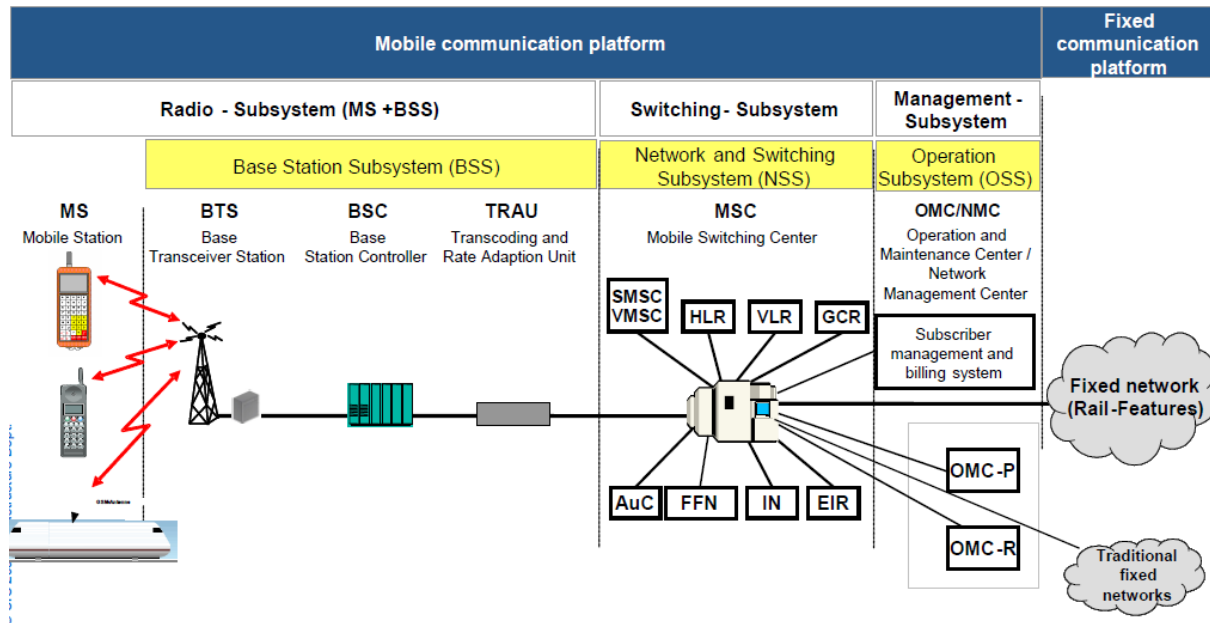 Mobile communication platform
Fixed
communication
platform
Radio - Subsystem (MS +BSS)
Switching- Subsystem
Management -
Subsystem
Base Station Subsystem (BSS)
Network and Switching
Subsystem (NSS)
Operation
Subsystem (OSS)
MS
Mobile Station
BTS
Base
Transceiver Station
BSC
Base
Station Controller
TRAU
Transcoding and
Rate Adaption Unit
MSC
Mobile Switching Center
OMC/NMC
Operation and
Maintenance Center /
Network
Management Center
SMSC
VMSC
HLR
VLR
GCR
Subscriber
management and
billing system
Fixed network
(Rail-Features)
AuC
FFN
IN
EIR
OMC-P
OMC-R
Traditional
fixed
networks